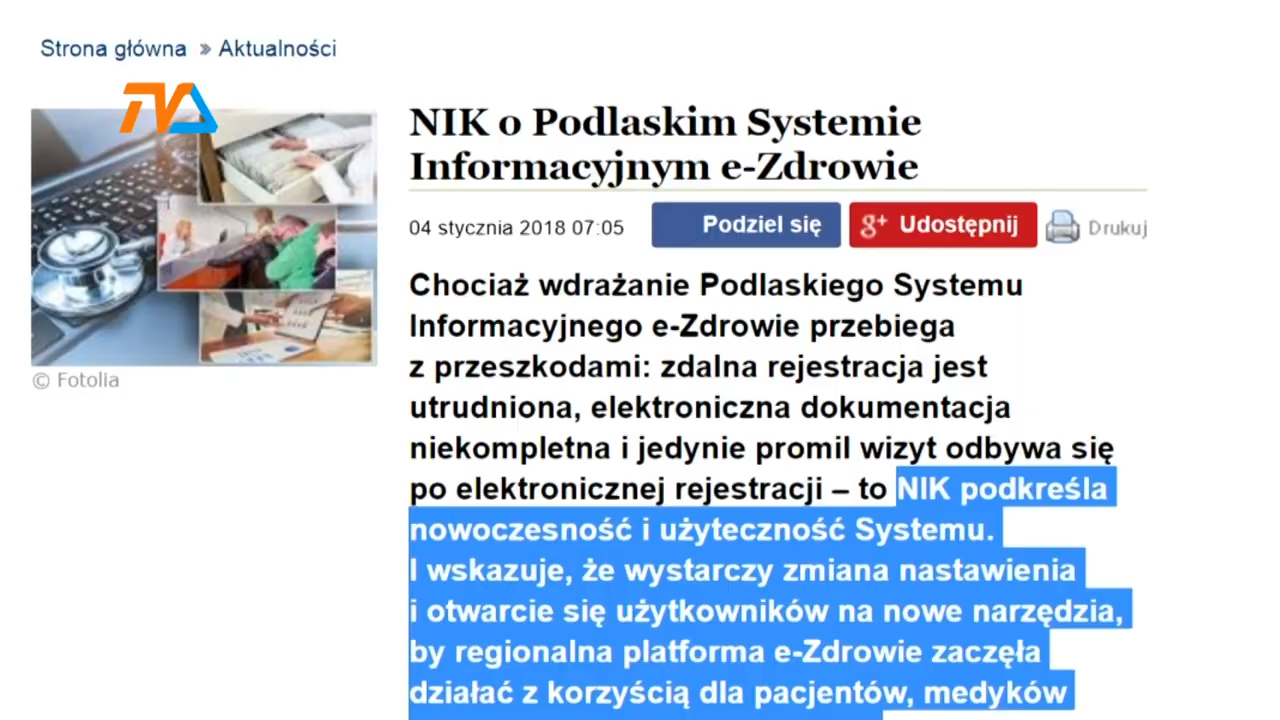 Strona główna » Aktualności
TVA
NIK o Podlaskim Systemie
Informacyjnym e-Zdrowie
04 stycznia 2018 07:05
Podziel się
g+ Udostępnij
Drukuj
Chociaż wdrażanie Podlaskiego Systemu
Informacyjnego e-Zdrowie przebiega
z przeszkodami: zdalna rejestracja jest
utrudniona, elektroniczna dokumentacja
niekompletna i jedynie promil wizyt odbywa się
po elektronicznej rejestracji – to NIK podkreśla
nowoczesność i użyteczność Systemu.
I wskazuje, że wystarczy zmiana nastawienia
i otwarcie się użytkowników na nowe narzędzia,
by regionalna platforma e-Zdrowie zaczęła
działać z korzyścią dla pacjentów, medyków
© Fotolia